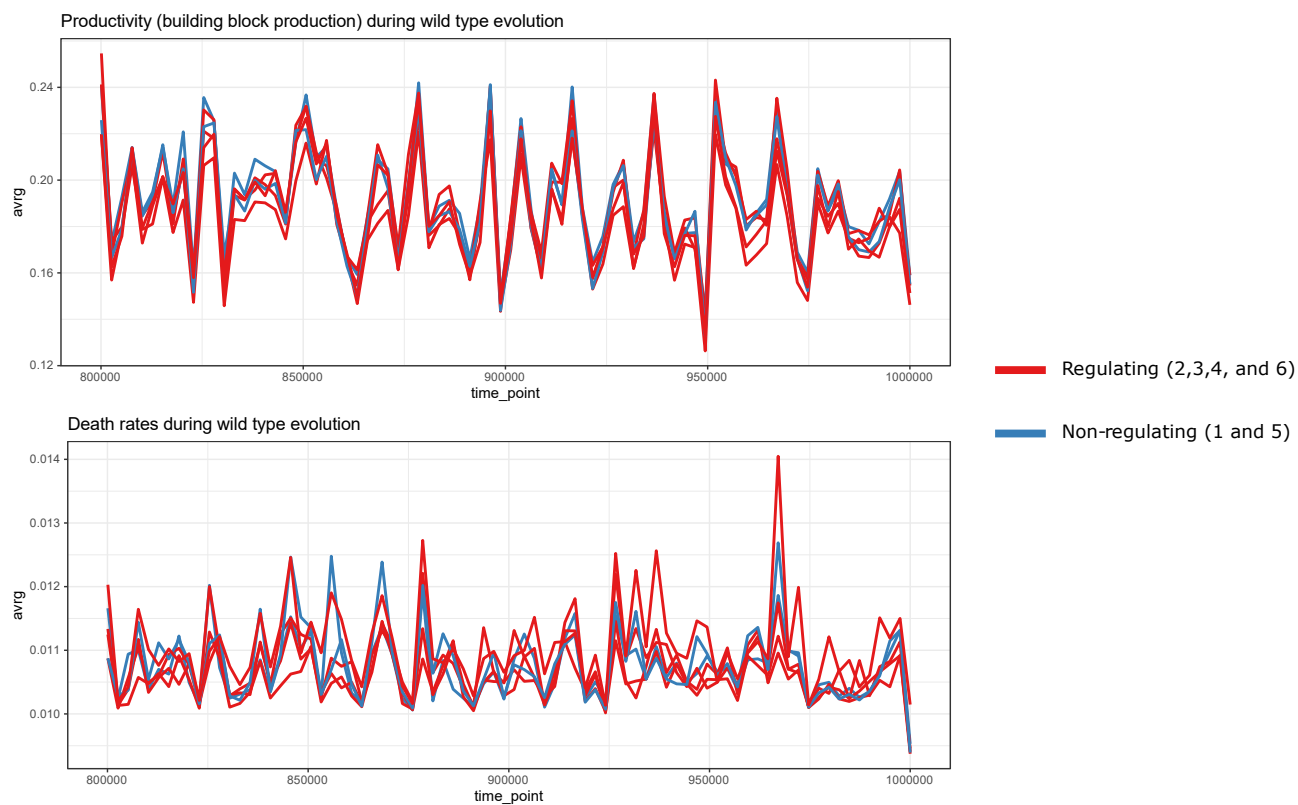 Productivity (building block production) during wild type evolution
avrg
0.24
0.20
0.16
0.12
800000 850000 900000 950000 1000000
time_point
Regulating (2,3,4, and 6)
Non-regulating (1 and 5)
Death rates during wild type evolution
avrg
0.014
0.013
0.012
0.011
0.010
800000 850000 900000 950000 1000000
time_point